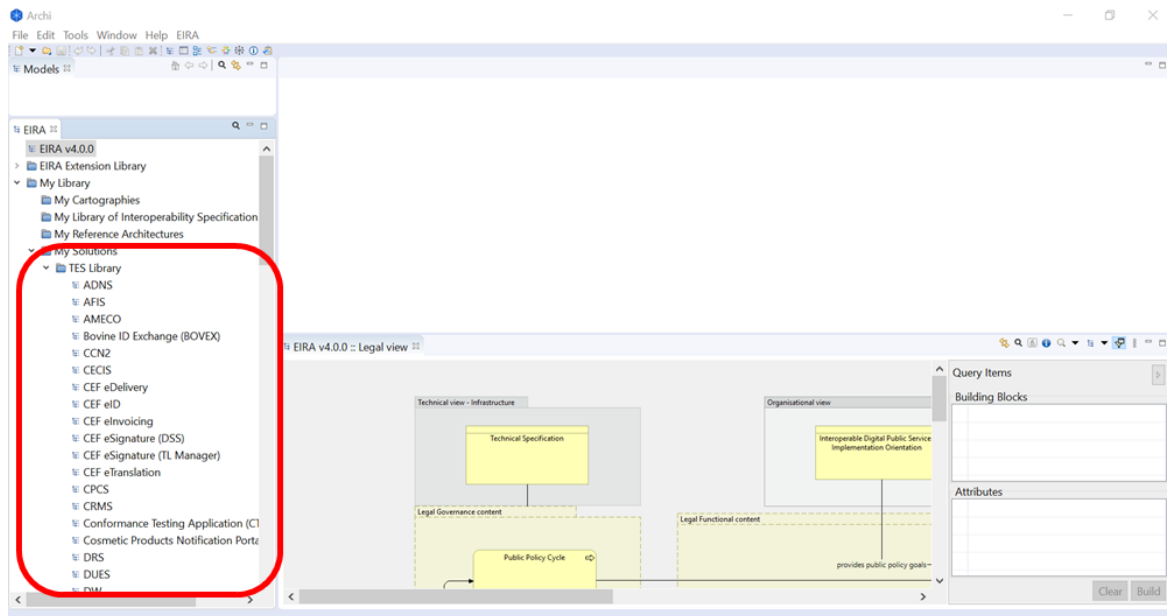 Archi
File Edit Tools Window Help EIRA
Models
EIRA
EIRA v4.0.0
EIRA Extension Library
My Library
My Cartographies
My Library of Interoperability Specification
My Reference Architectures
My Solutions
TES Library
ADNS
AFIS
AMECO
Bovine ID Exchange (BOVEX)
CCN2
CECIS
CEF eDelivery
CEF eID
CEF eInvoicing
CEF eSignature (DSS)
CEF eSignature (TL Manager)
CEF eTranslation
CPCS
CRMS
Conformance Testing Application (CT
Cosmetic Products Notification Porta
DRS
DUES
DW
EIRA v4.0.0 :: Legal view
Technical view - Infrastructure
Technical Specification
Legal Governance content
Public Policy Cycle
Organisational view
Interoperable Digital Public Service
Implementation Orientation
Legal Functional content
provides public policy goals
Query Items
Building Blocks
Attributes
Clear Build